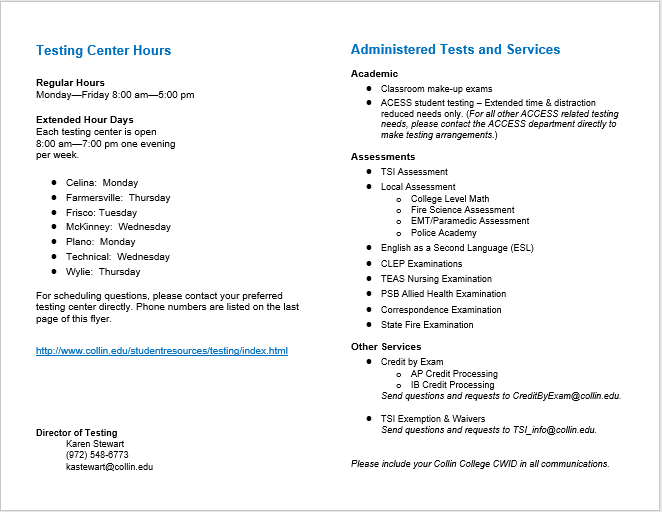 Testing Center Hours
Regular Hours
Monday—Friday 8:00 am—5:00 pm
Extended Hour Days
Each testing center is open
8:00 am—7:00 pm one evening
per week.
● Celina: Monday
● Farmersville: Thursday
● Frisco: Tuesday
● McKinney: Wednesday
● Plano: Monday
● Technical: Wednesday
● Wylie: Thursday
For scheduling questions, please contact your preferred
testing center directly. Phone numbers are listed on the last
page of this flyer.
http://www.collin.edu/studentresources/testing/index.html
Director of Testing
Karen Stewart
(972) 548-6773
kastewart@collin.edu
Administered Tests and Services
Academic
● Classroom make-up exams
● ACESS student testing – Extended time & distraction
reduced needs only. (For all other ACCESS related testing
needs, please contact the ACCESS department directly to
make testing arrangements.)
Assessments
● TSI Assessment
● Local Assessment
o College Level Math
o Fire Science Assessment
o EMT/Paramedic Assessment
o Police Academy
● English as a Second Language (ESL)
● CLEP Examinations
● TEAS Nursing Examination
● PSB Allied Health Examination
● Correspondence Examination
● State Fire Examination
Other Services
● Credit by Exam
o AP Credit Processing
o IB Credit Processing
Send questions and requests to CreditByExam@collin.edu.
● TSI Exemption & Waivers
Send questions and requests to TSI_info@collin.edu.
Please include your Collin College CWID in all communications.